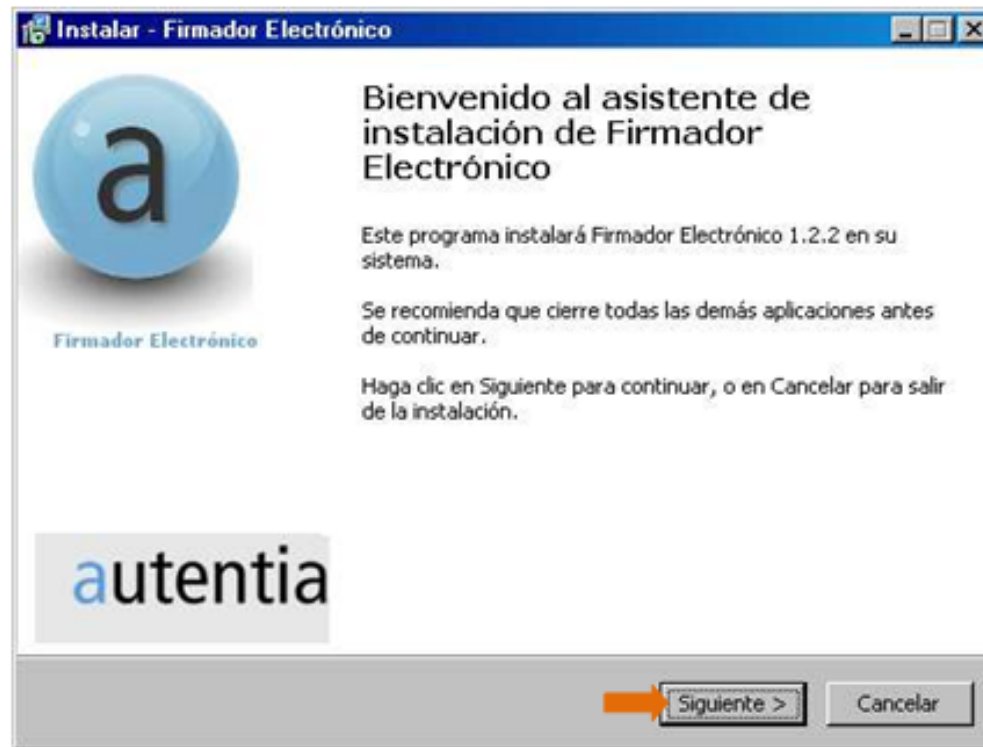 Instalar - Firmador Electrónico
a
Bienvenido al asistente de
instalación de Firmador
Electrónico
Este programa instalará Firmador Electrónico 1.2.2 en su
sistema.
Se recomienda que cierre todas las demás aplicaciones antes
de continuar.
Firmador Electrónico
Haga clic en Siguiente para continuar, o en Cancelar para salir
de la instalación.
autentia
Siguiente >
Cancelar